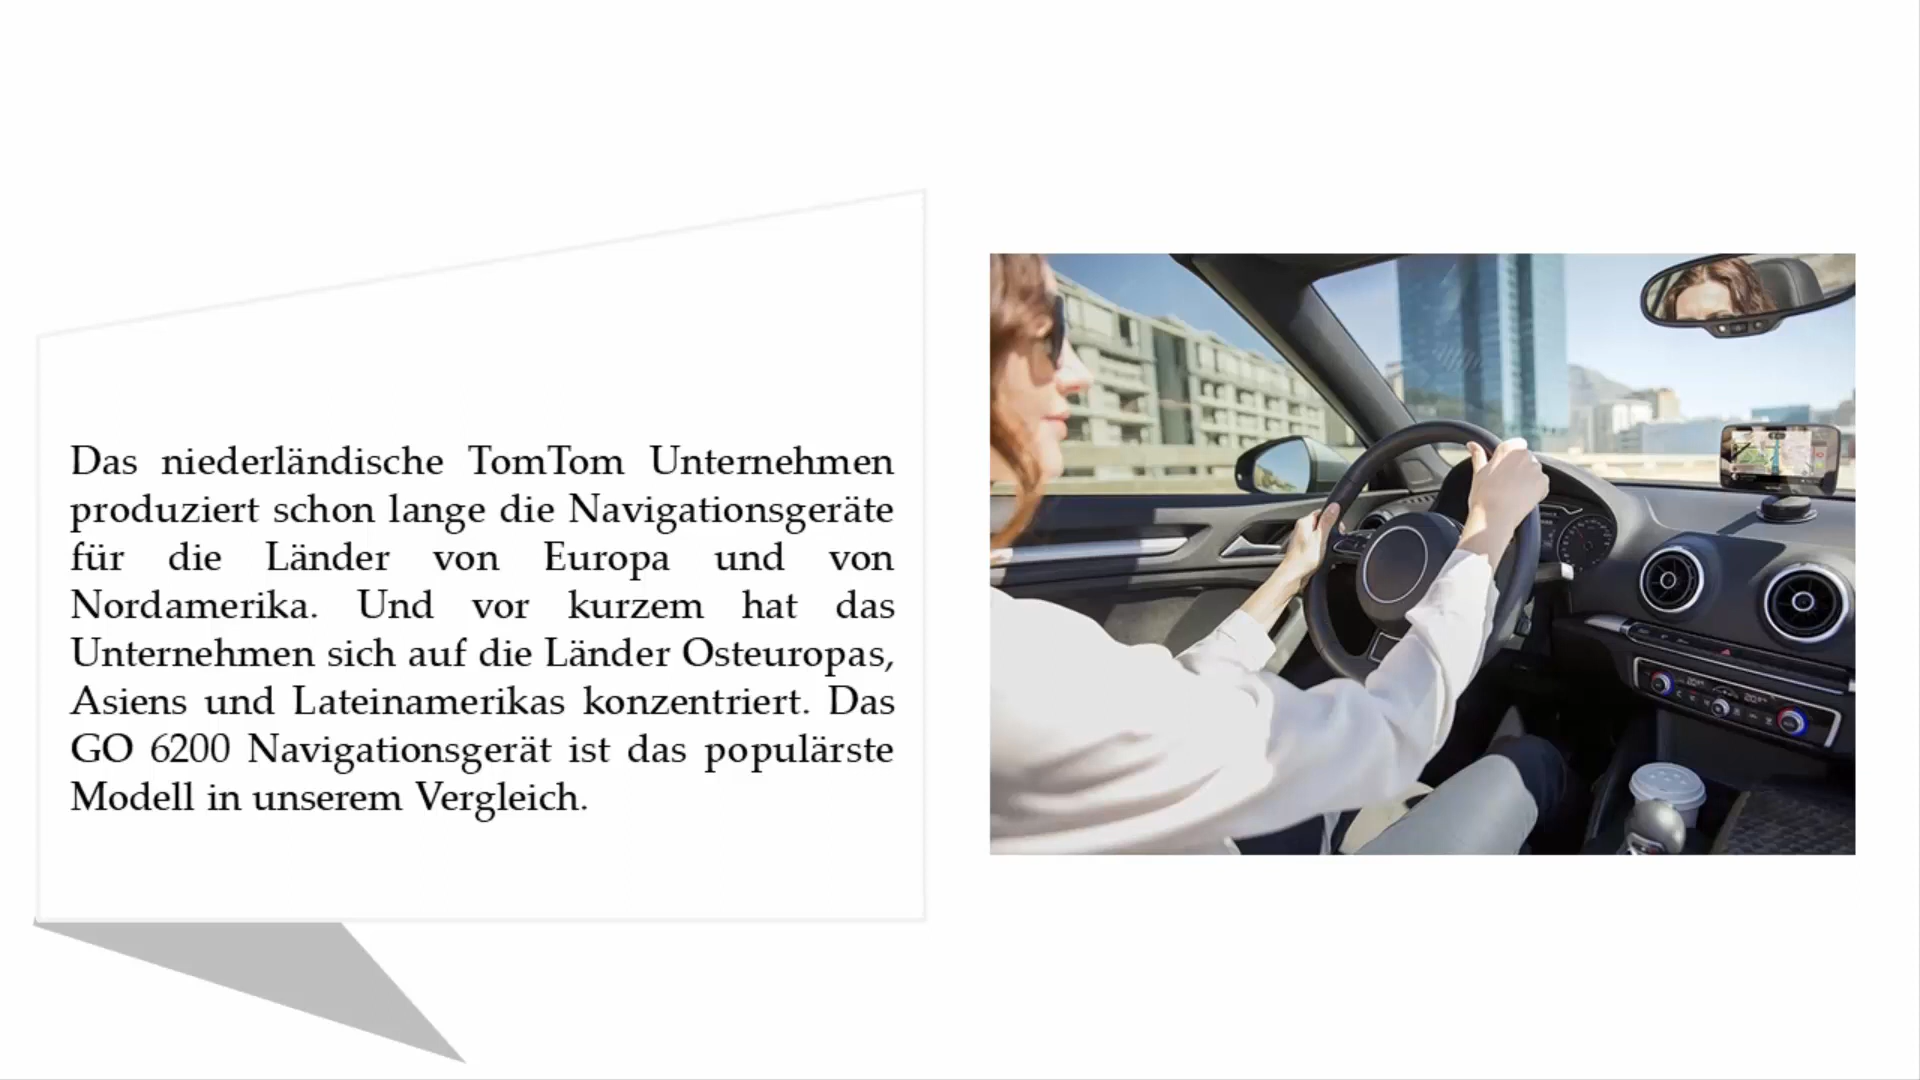 Das niederländische TomTom Unternehmen
produziert schon lange die Navigationsgeräte
für die Länder von Europa und von
Nordamerika. Und vor kurzem hat das
Unternehmen sich auf die Länder Osteuropas,
Asiens und Lateinamerikas konzentriert. Das
GO 6200 Navigationsgerät ist das populärste
Modell in unserem Vergleich.